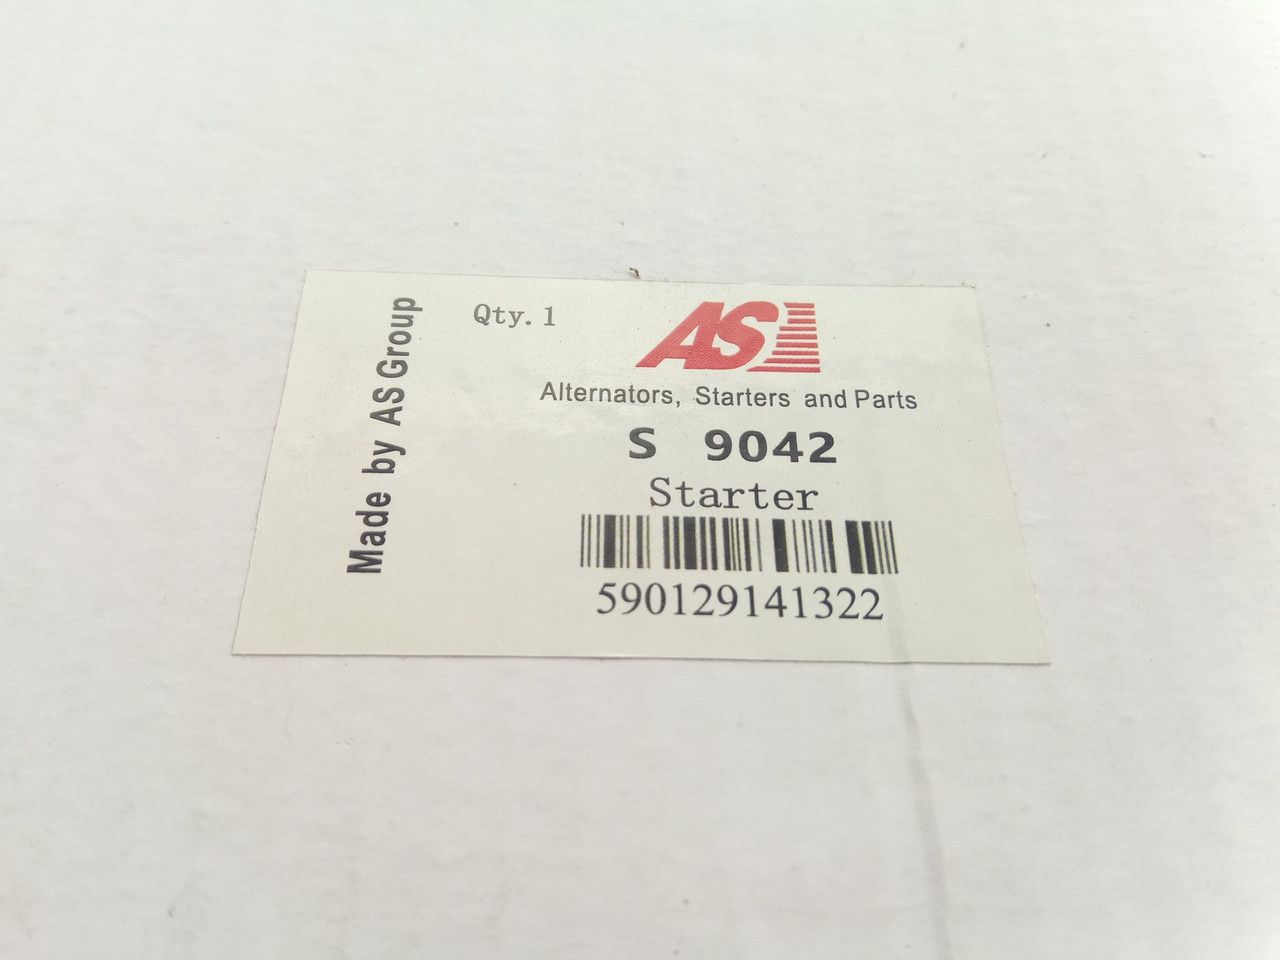 Made by AS Group
Qty. 1
AS
Alternators, Starters and Parts
S 9042
Starter
590129141322